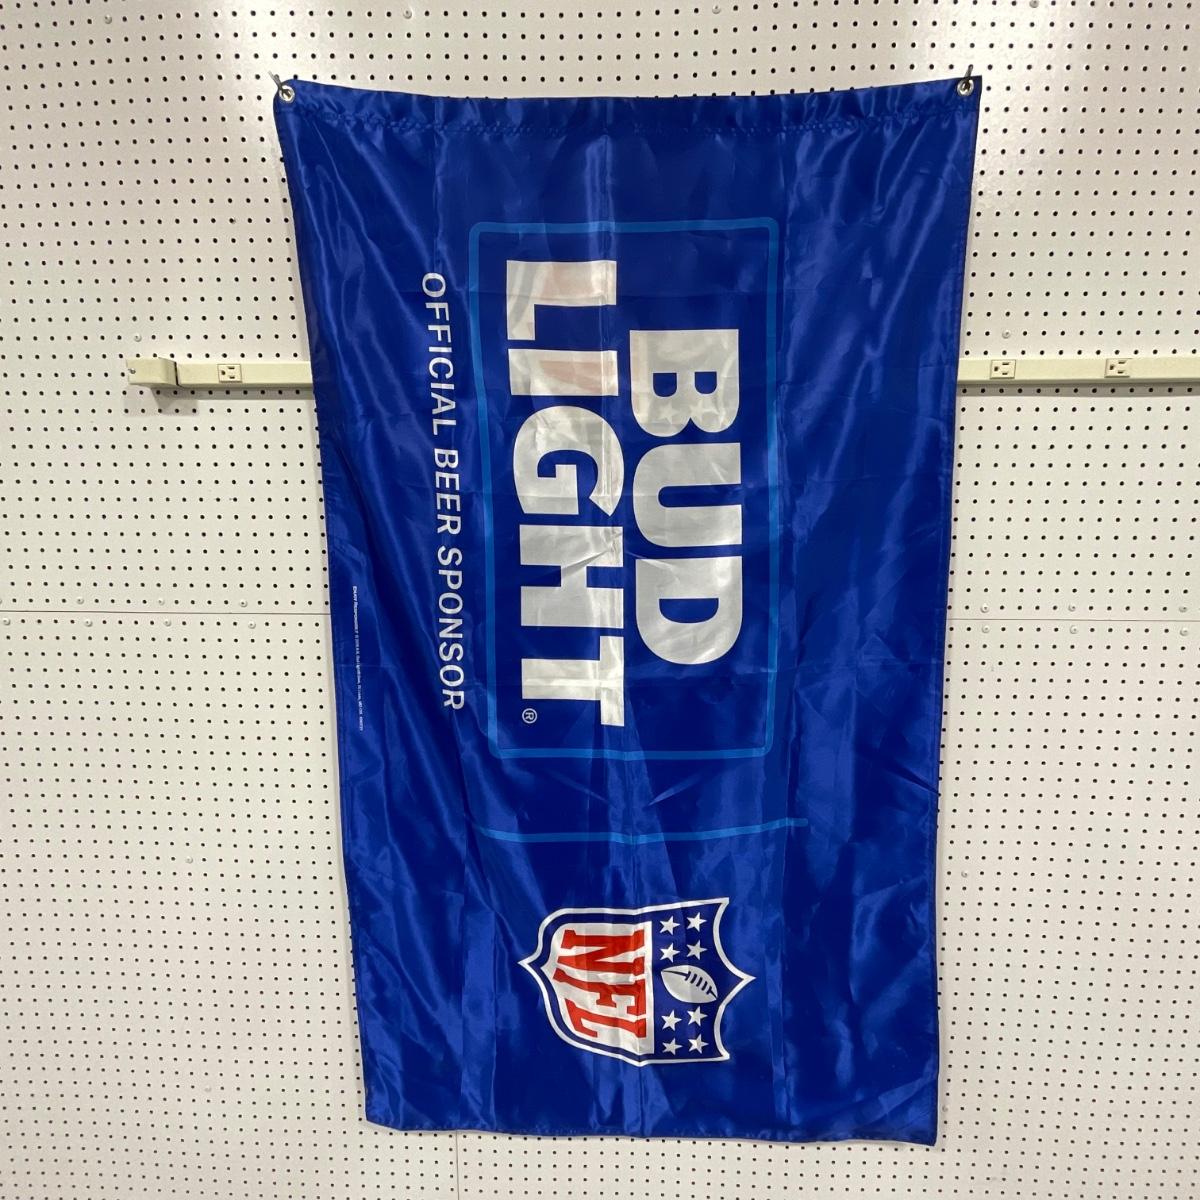 BUD
LIGHT®
OFFICIAL BEER SPONSOR
NFL